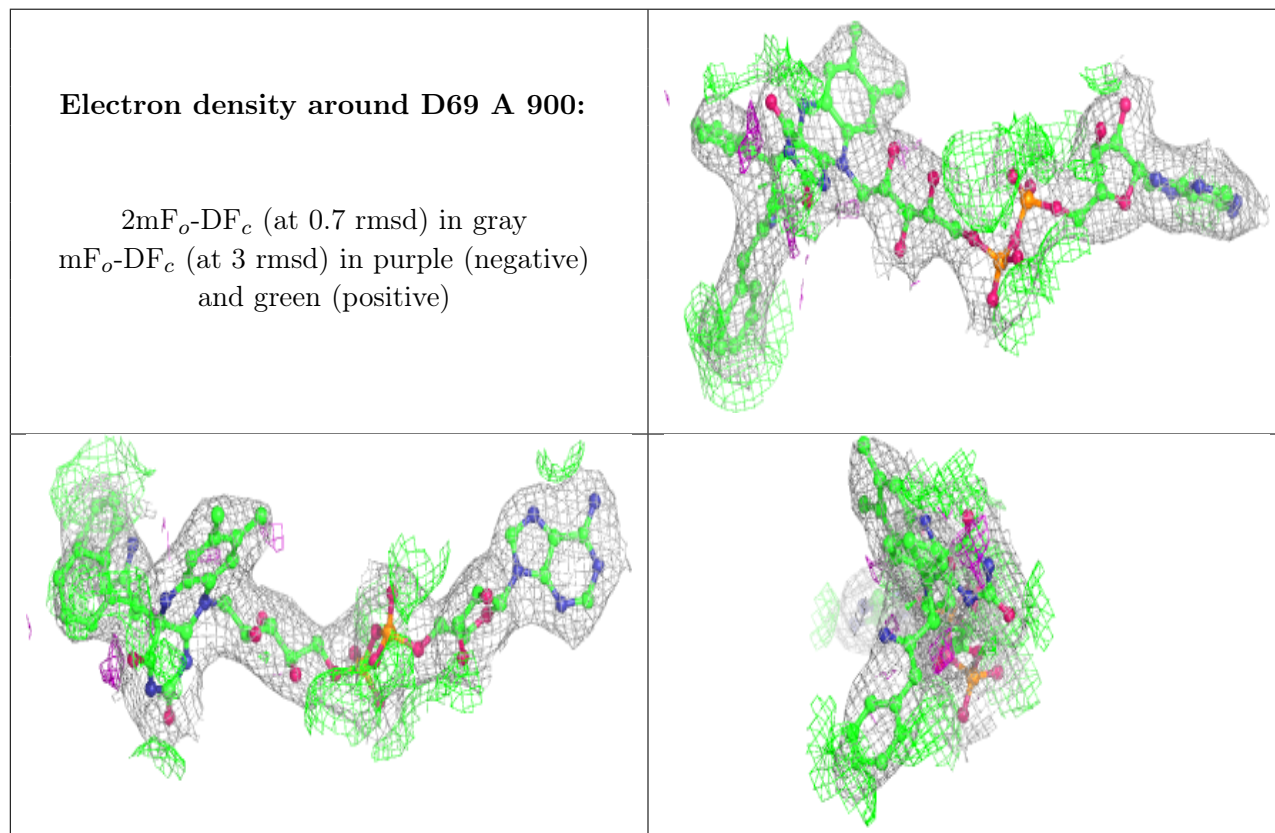 Electron density around D69 A 900:
2mFo-DFc (at 0.7 rmsd) in gray
mFo-DFc (at 3 rmsd) in purple (negative)
and green (positive)